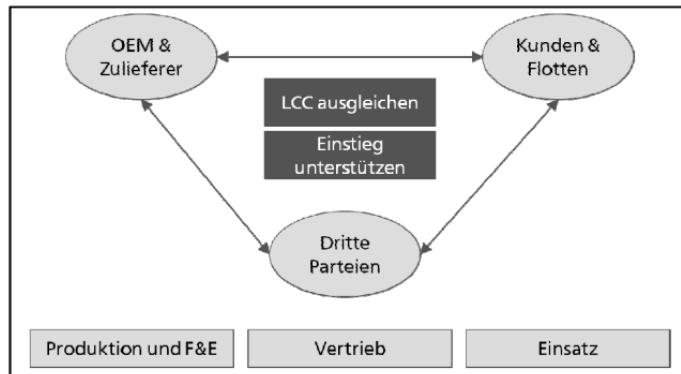 OEM &
Zulieferer
Kunden &
Flotten
LCC ausgleichen
Einstieg
unterstützen
Dritte
Parteien
Produktion und F&E
Vertrieb
Einsatz